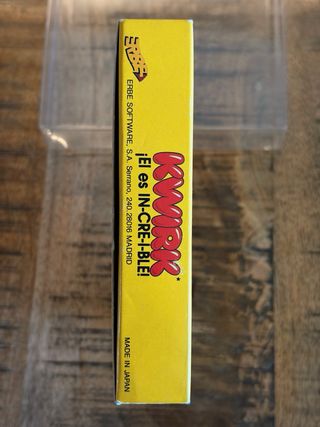 ERBE
KWIRK*
¡El es IN-CRE-I-BLE!
ERBE SOFTWARE, S.A. Serrano, 240. 28016 MADRID
MADE IN JAPAN